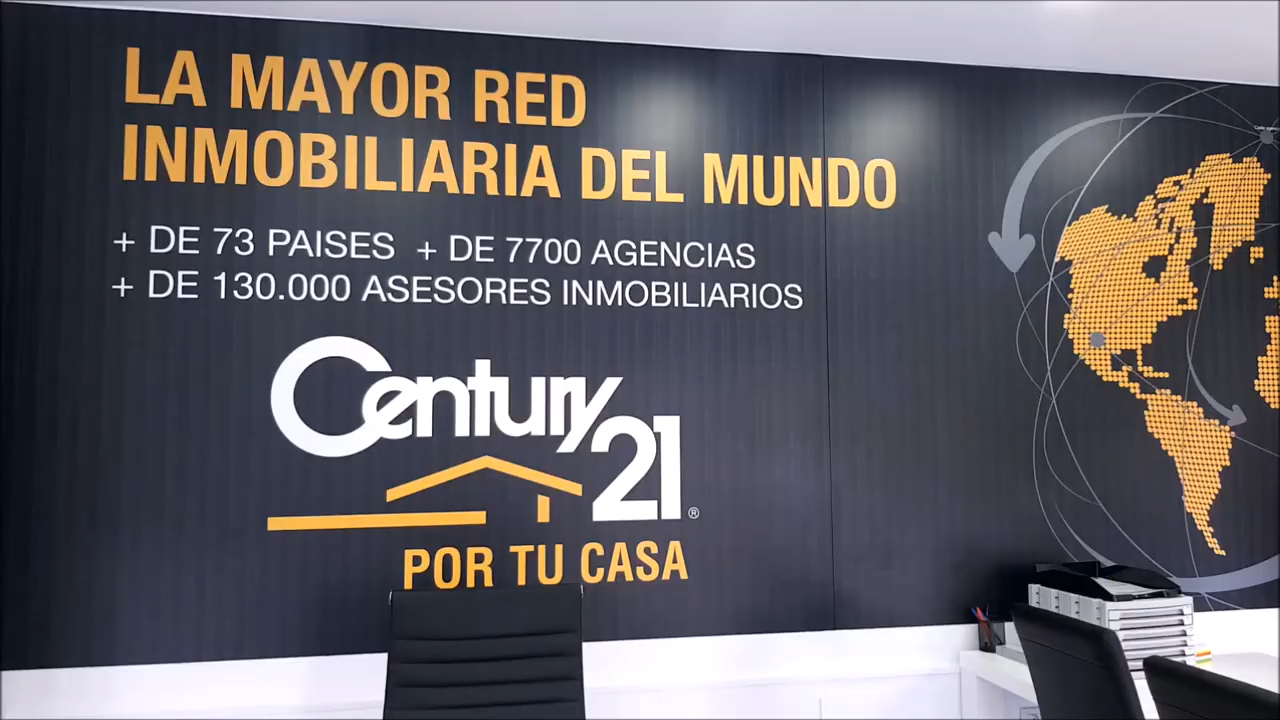 LA MAYOR RED
INMOBILIARIA DEL MUNDO
+ DE 73 PAISES + DE 7700 AGENCIAS
+ DE 130.000 ASESORES INMOBILIARIOS
Century
21®
POR TU CASA